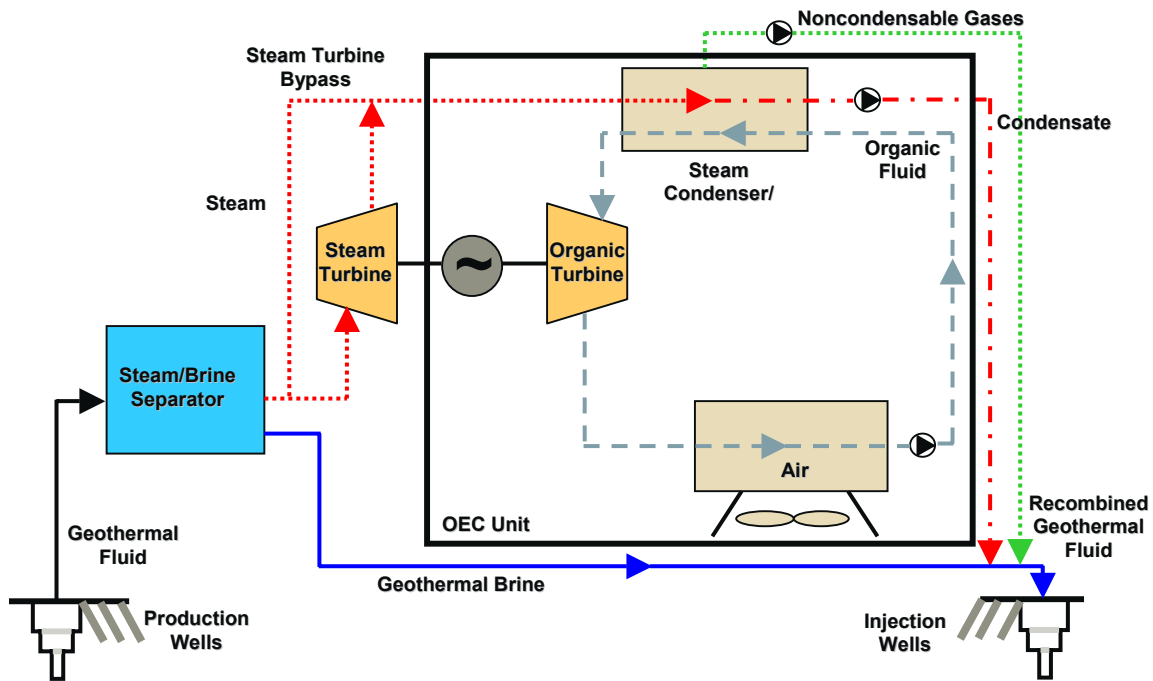 Noncondensable Gases
Steam Turbine
Bypass
Condensate
Organic
Fluid
Steam
Condenser/
Steam
Steam
Turbine
~
Organic
Turbine
Steam/Brine
Separator
Air
OEC Unit
Recombined
Geothermal
Fluid
Geothermal
Fluid
Geothermal Brine
Production
Wells
Injection
Wells